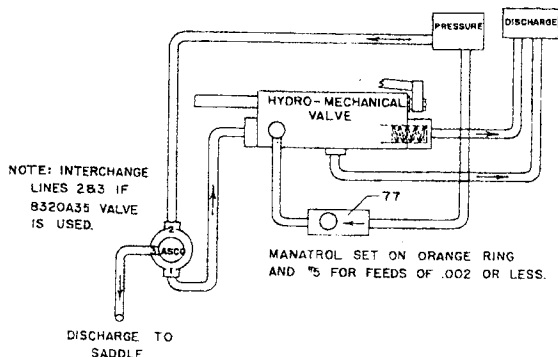 PRESSURE
DISCHARGE
HYDRO-MECHANICAL
VALVE
NOTE: INTERCHANGE
LINES 2&3 IF
8320A35 VALVE
IS USED.
77
2
ASCO
1
MANATROL SET ON ORANGE RING
AND #5 FOR FEEDS OF .002 OR LESS.
DISCHARGE TO
SADDLE